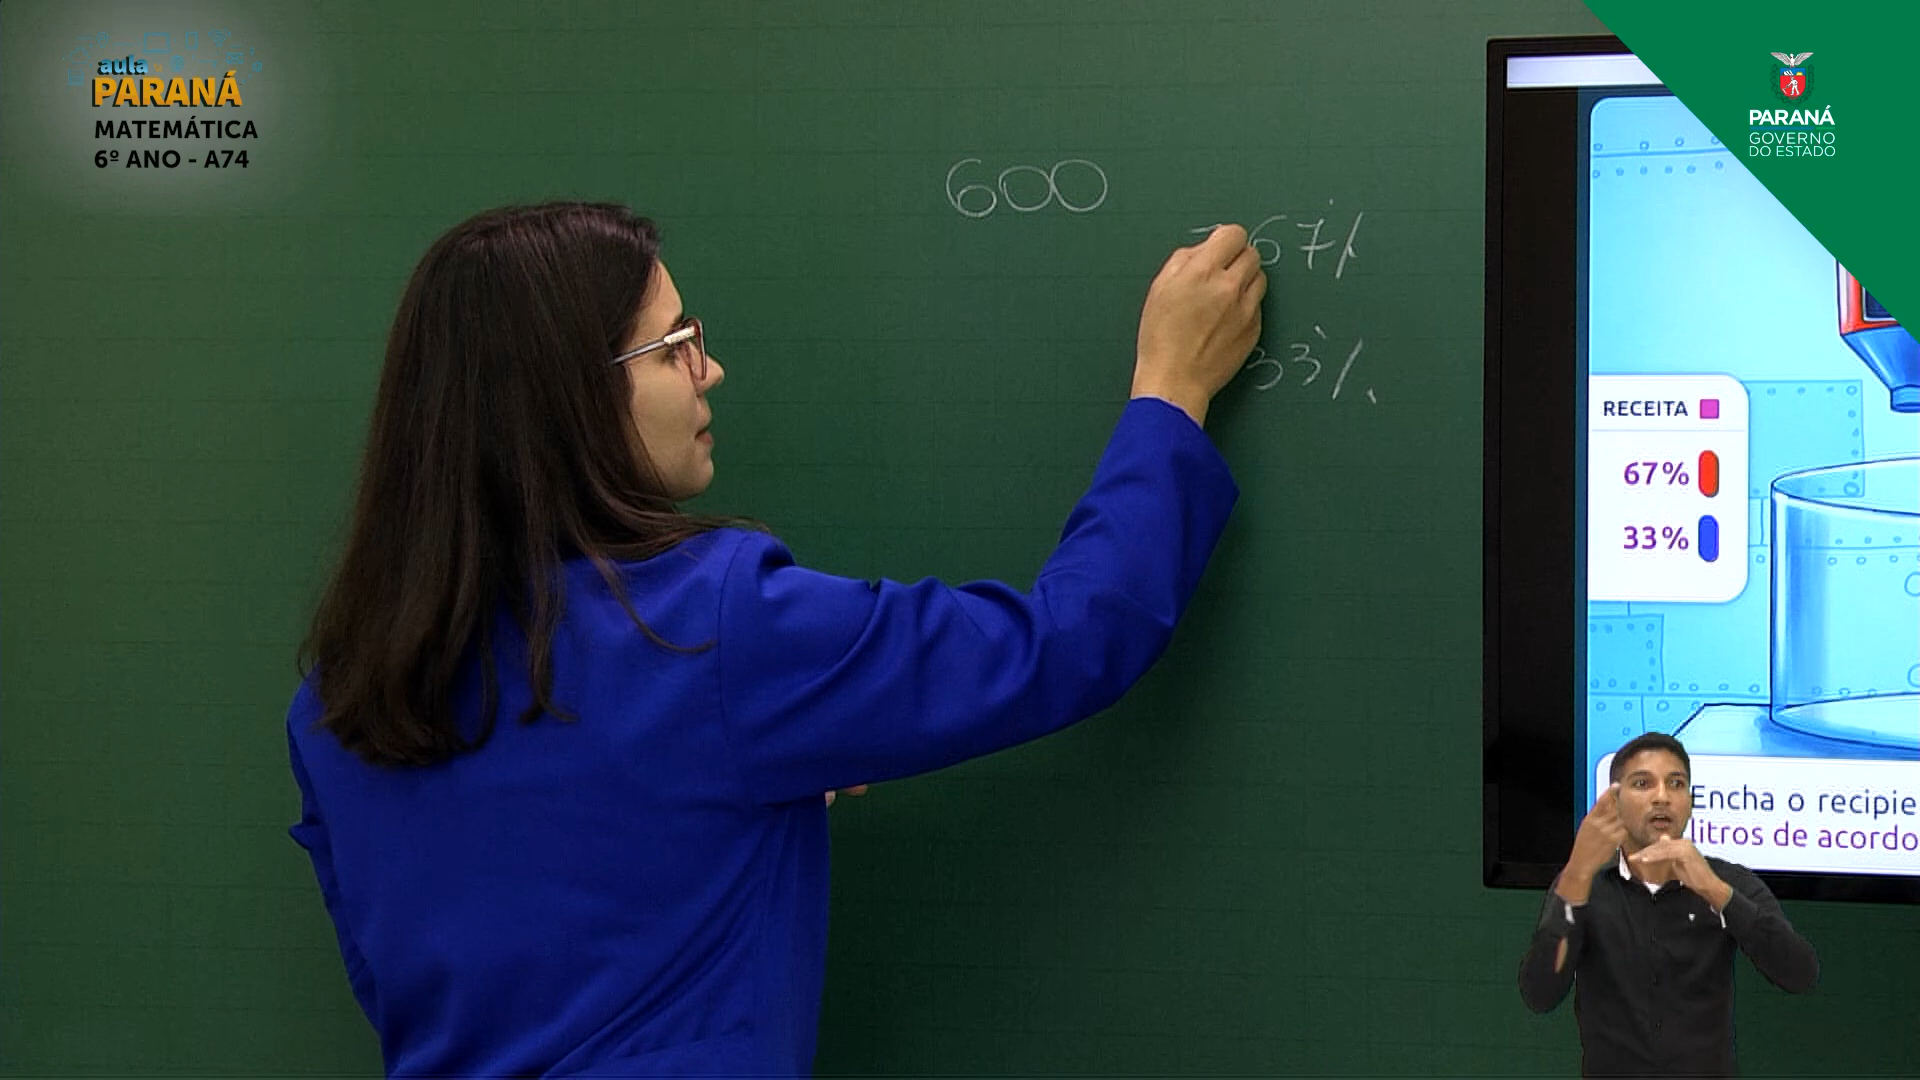 aula
PARANÁ
MATEMÁTICA
6º ANO - A74
600
67%
33%
PARANÁ
GOVERNO
DO ESTADO
RECEITA
67%
33%
Encha o recipie
litros de acordo